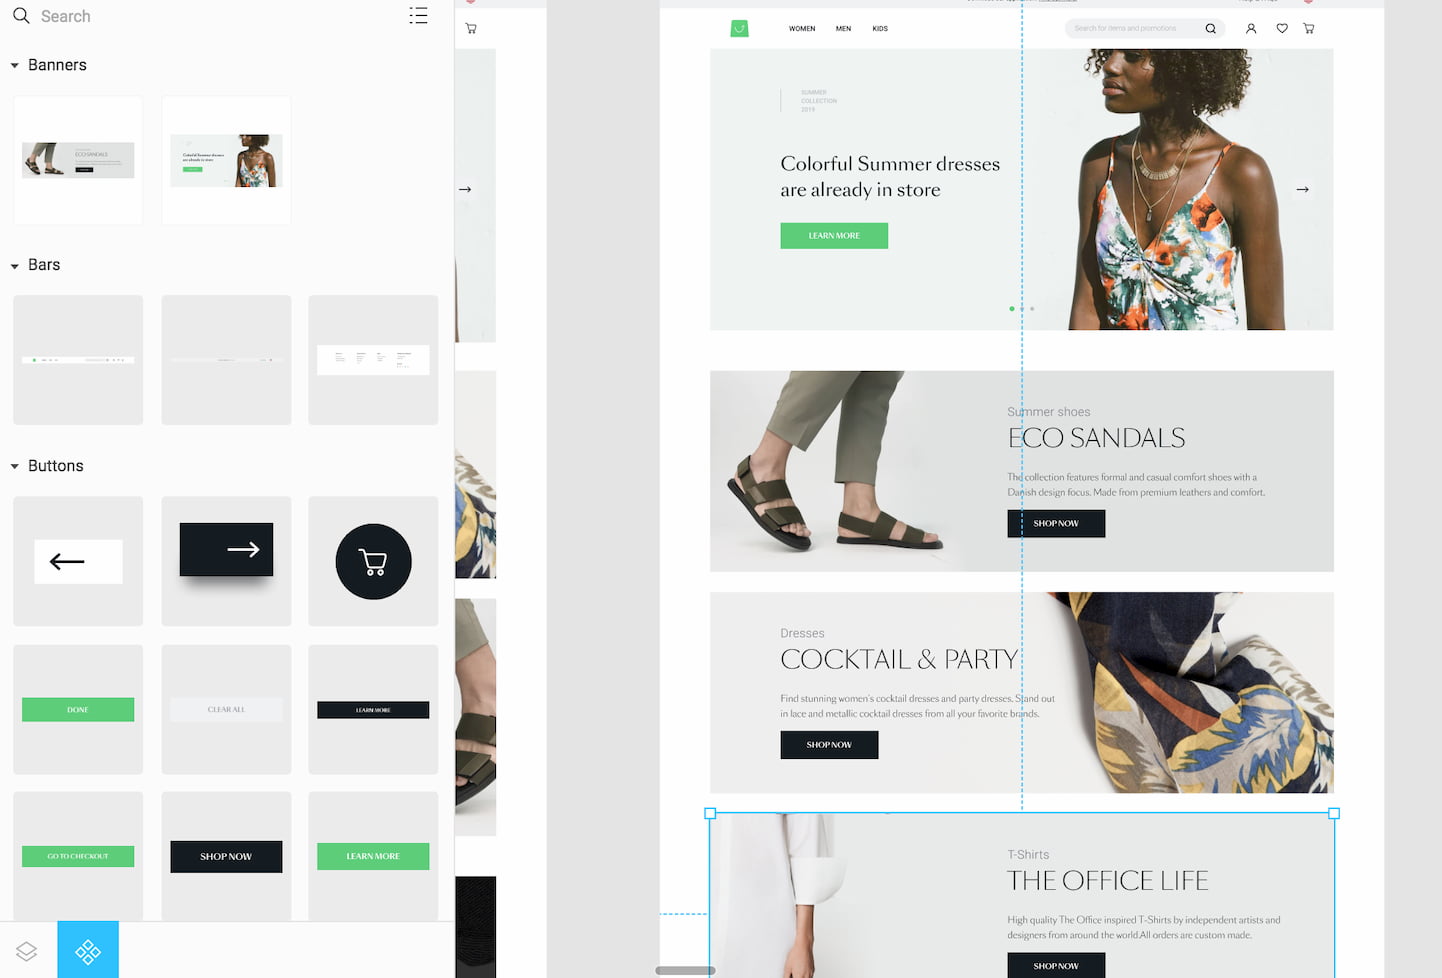 Search
Banners
ECO SANDALS
Colorful Summer dresses
are already in store
Bars
Buttons
DONE
CLEAR ALL
LEARN MORE
GO TO CHECKOUT
SHOP NOW
LEARN MORE
WOMEN
MEN
KIDS
Search for items and promotions
SUMMER
COLLECTION
2019
Colorful Summer dresses
are already in store
LEARN MORE
Summer shoes
ECO SANDALS
The collection features formal and casual comfort shoes with a
Danish design focus. Made from premium leathers and comfort.
SHOP NOW
Dresses
COCKTAIL & PARTY
Find stunning women's cocktail dresses and party dresses. Stand out
in lace and metallic cocktail dresses from all your favorite brands.
SHOP NOW
T-Shirts
THE OFFICE LIFE
High quality The Office inspired T-Shirts by independent artists and
designers from around the world.All orders are custom made.
SHOP NOW